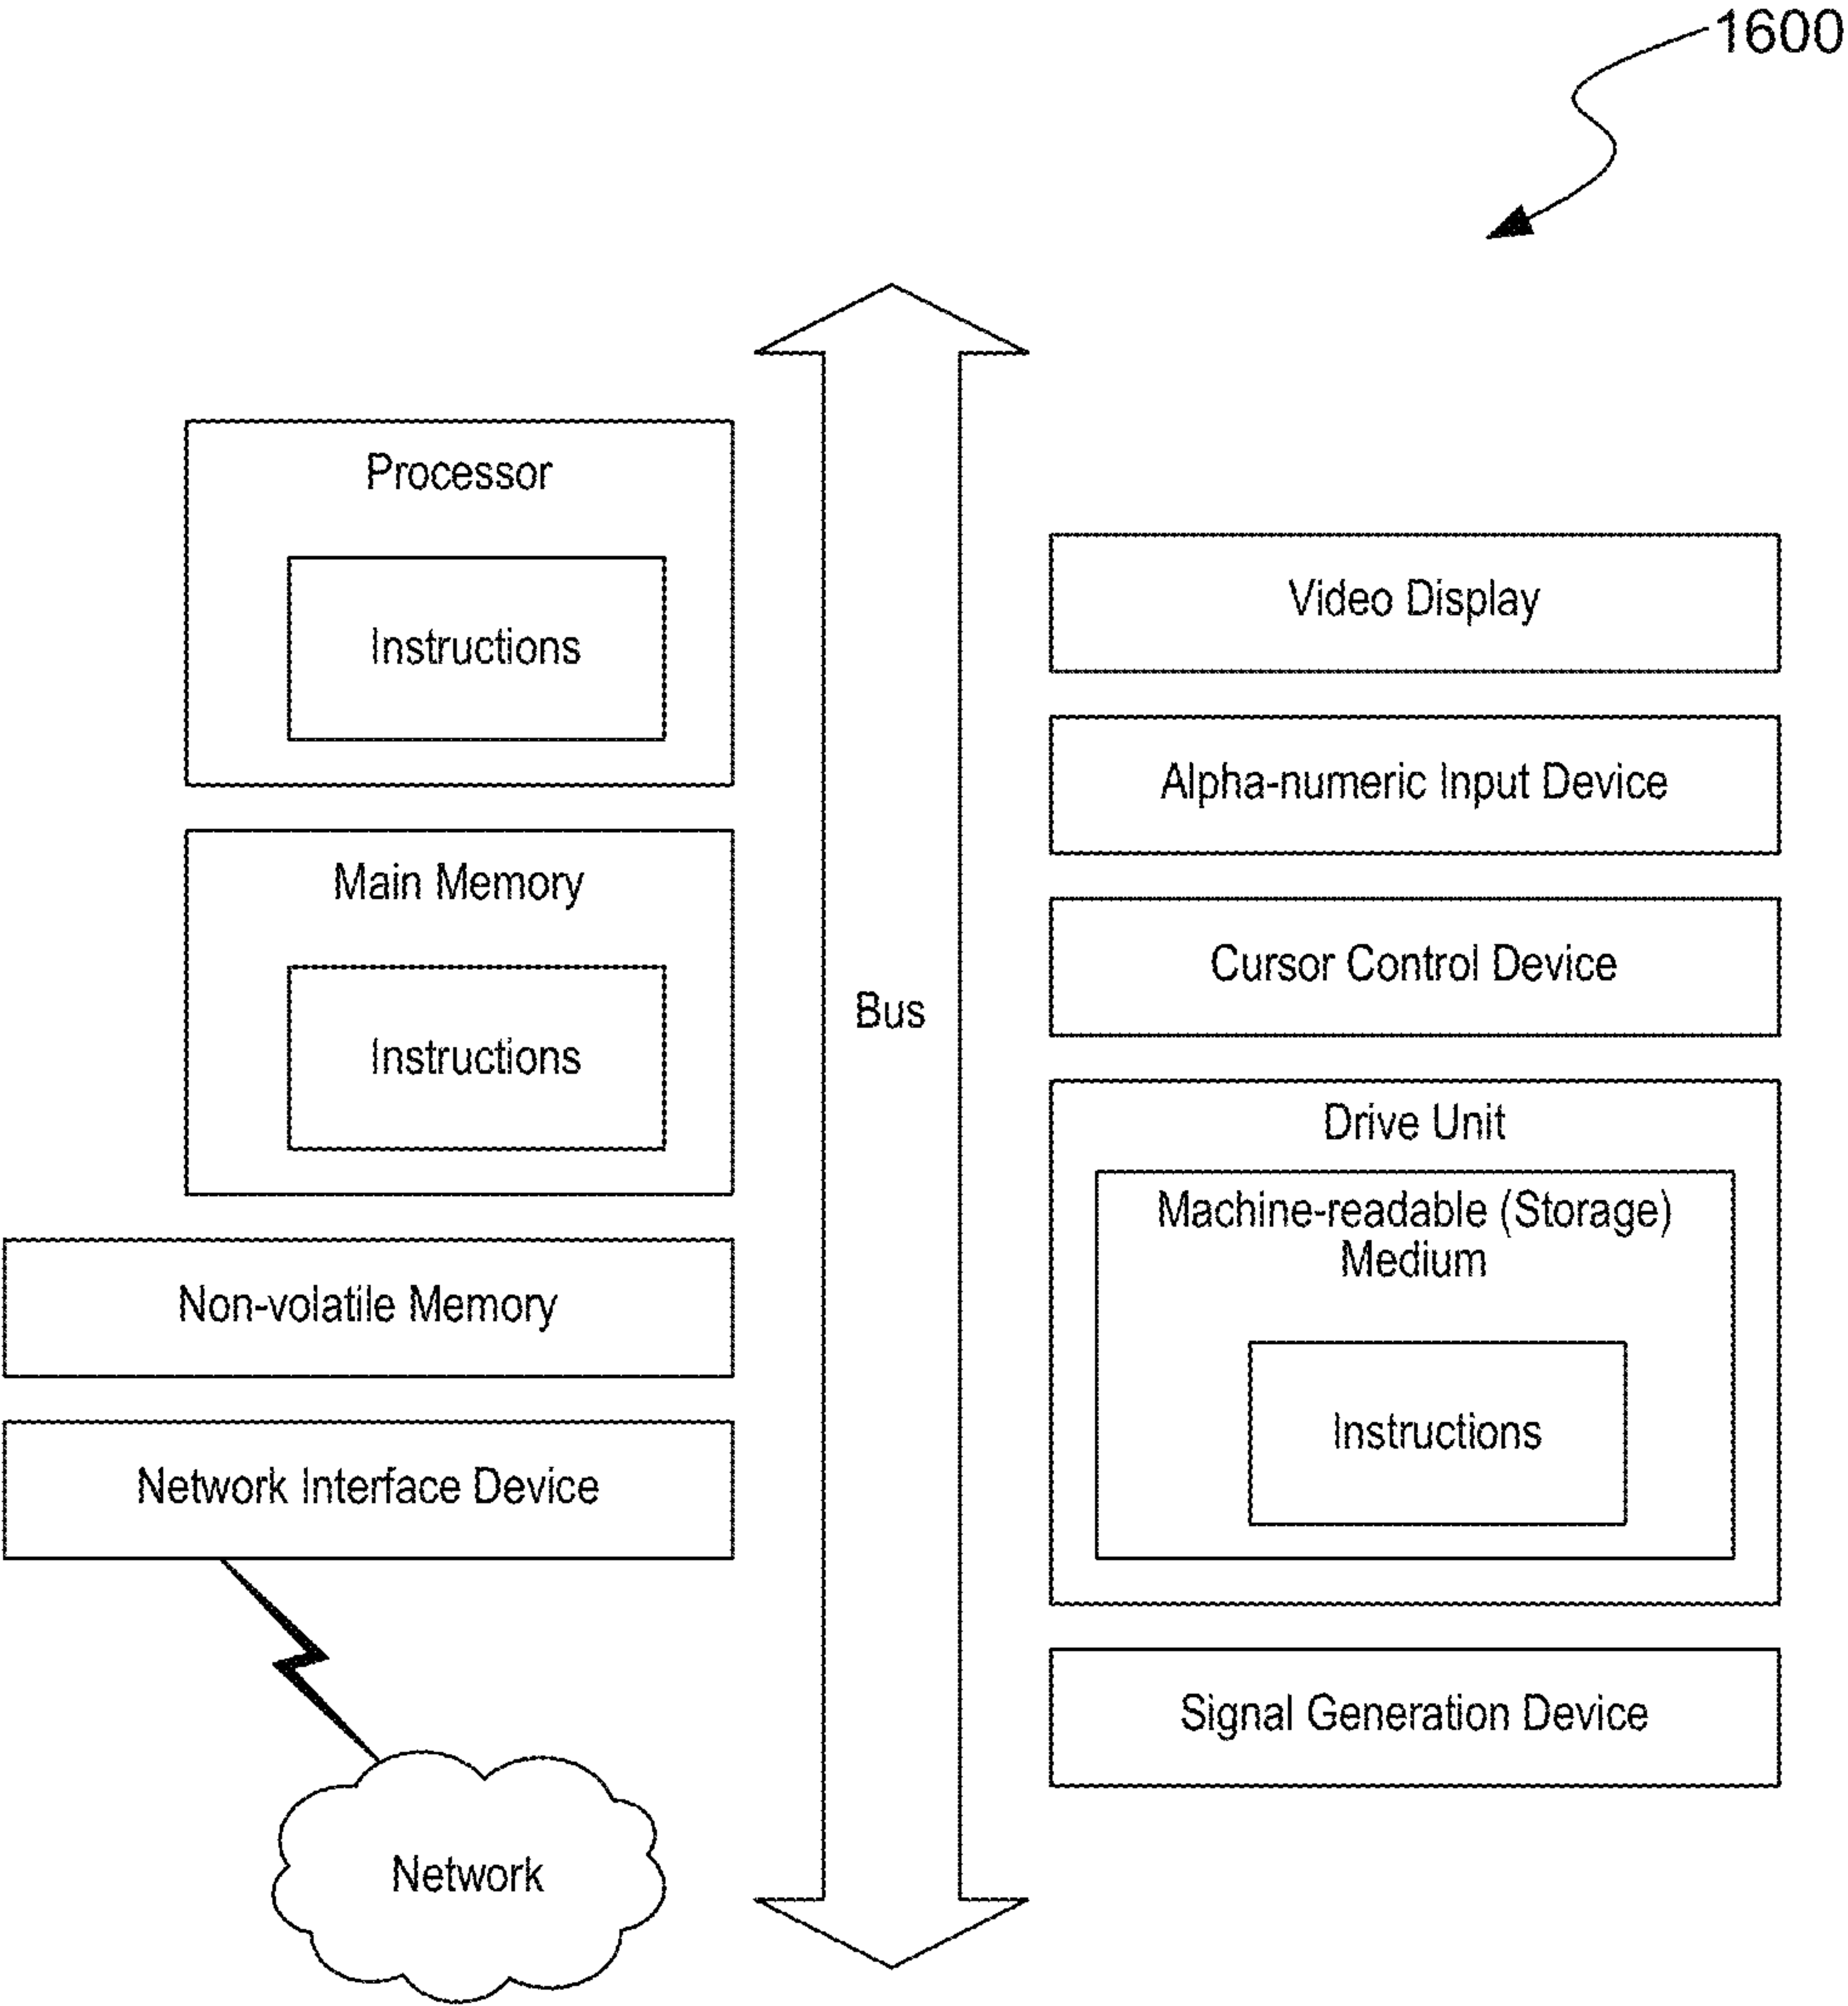 1600
Processor
Instructions
Main Memory
Instructions
Non-volatile Memory
Network Interface Device
Network
Bus
Video Display
Alpha-numeric Input Device
Cursor Control Device
Drive Unit
Machine-readable (Storage)
Medium
Instructions
Signal Generation Device